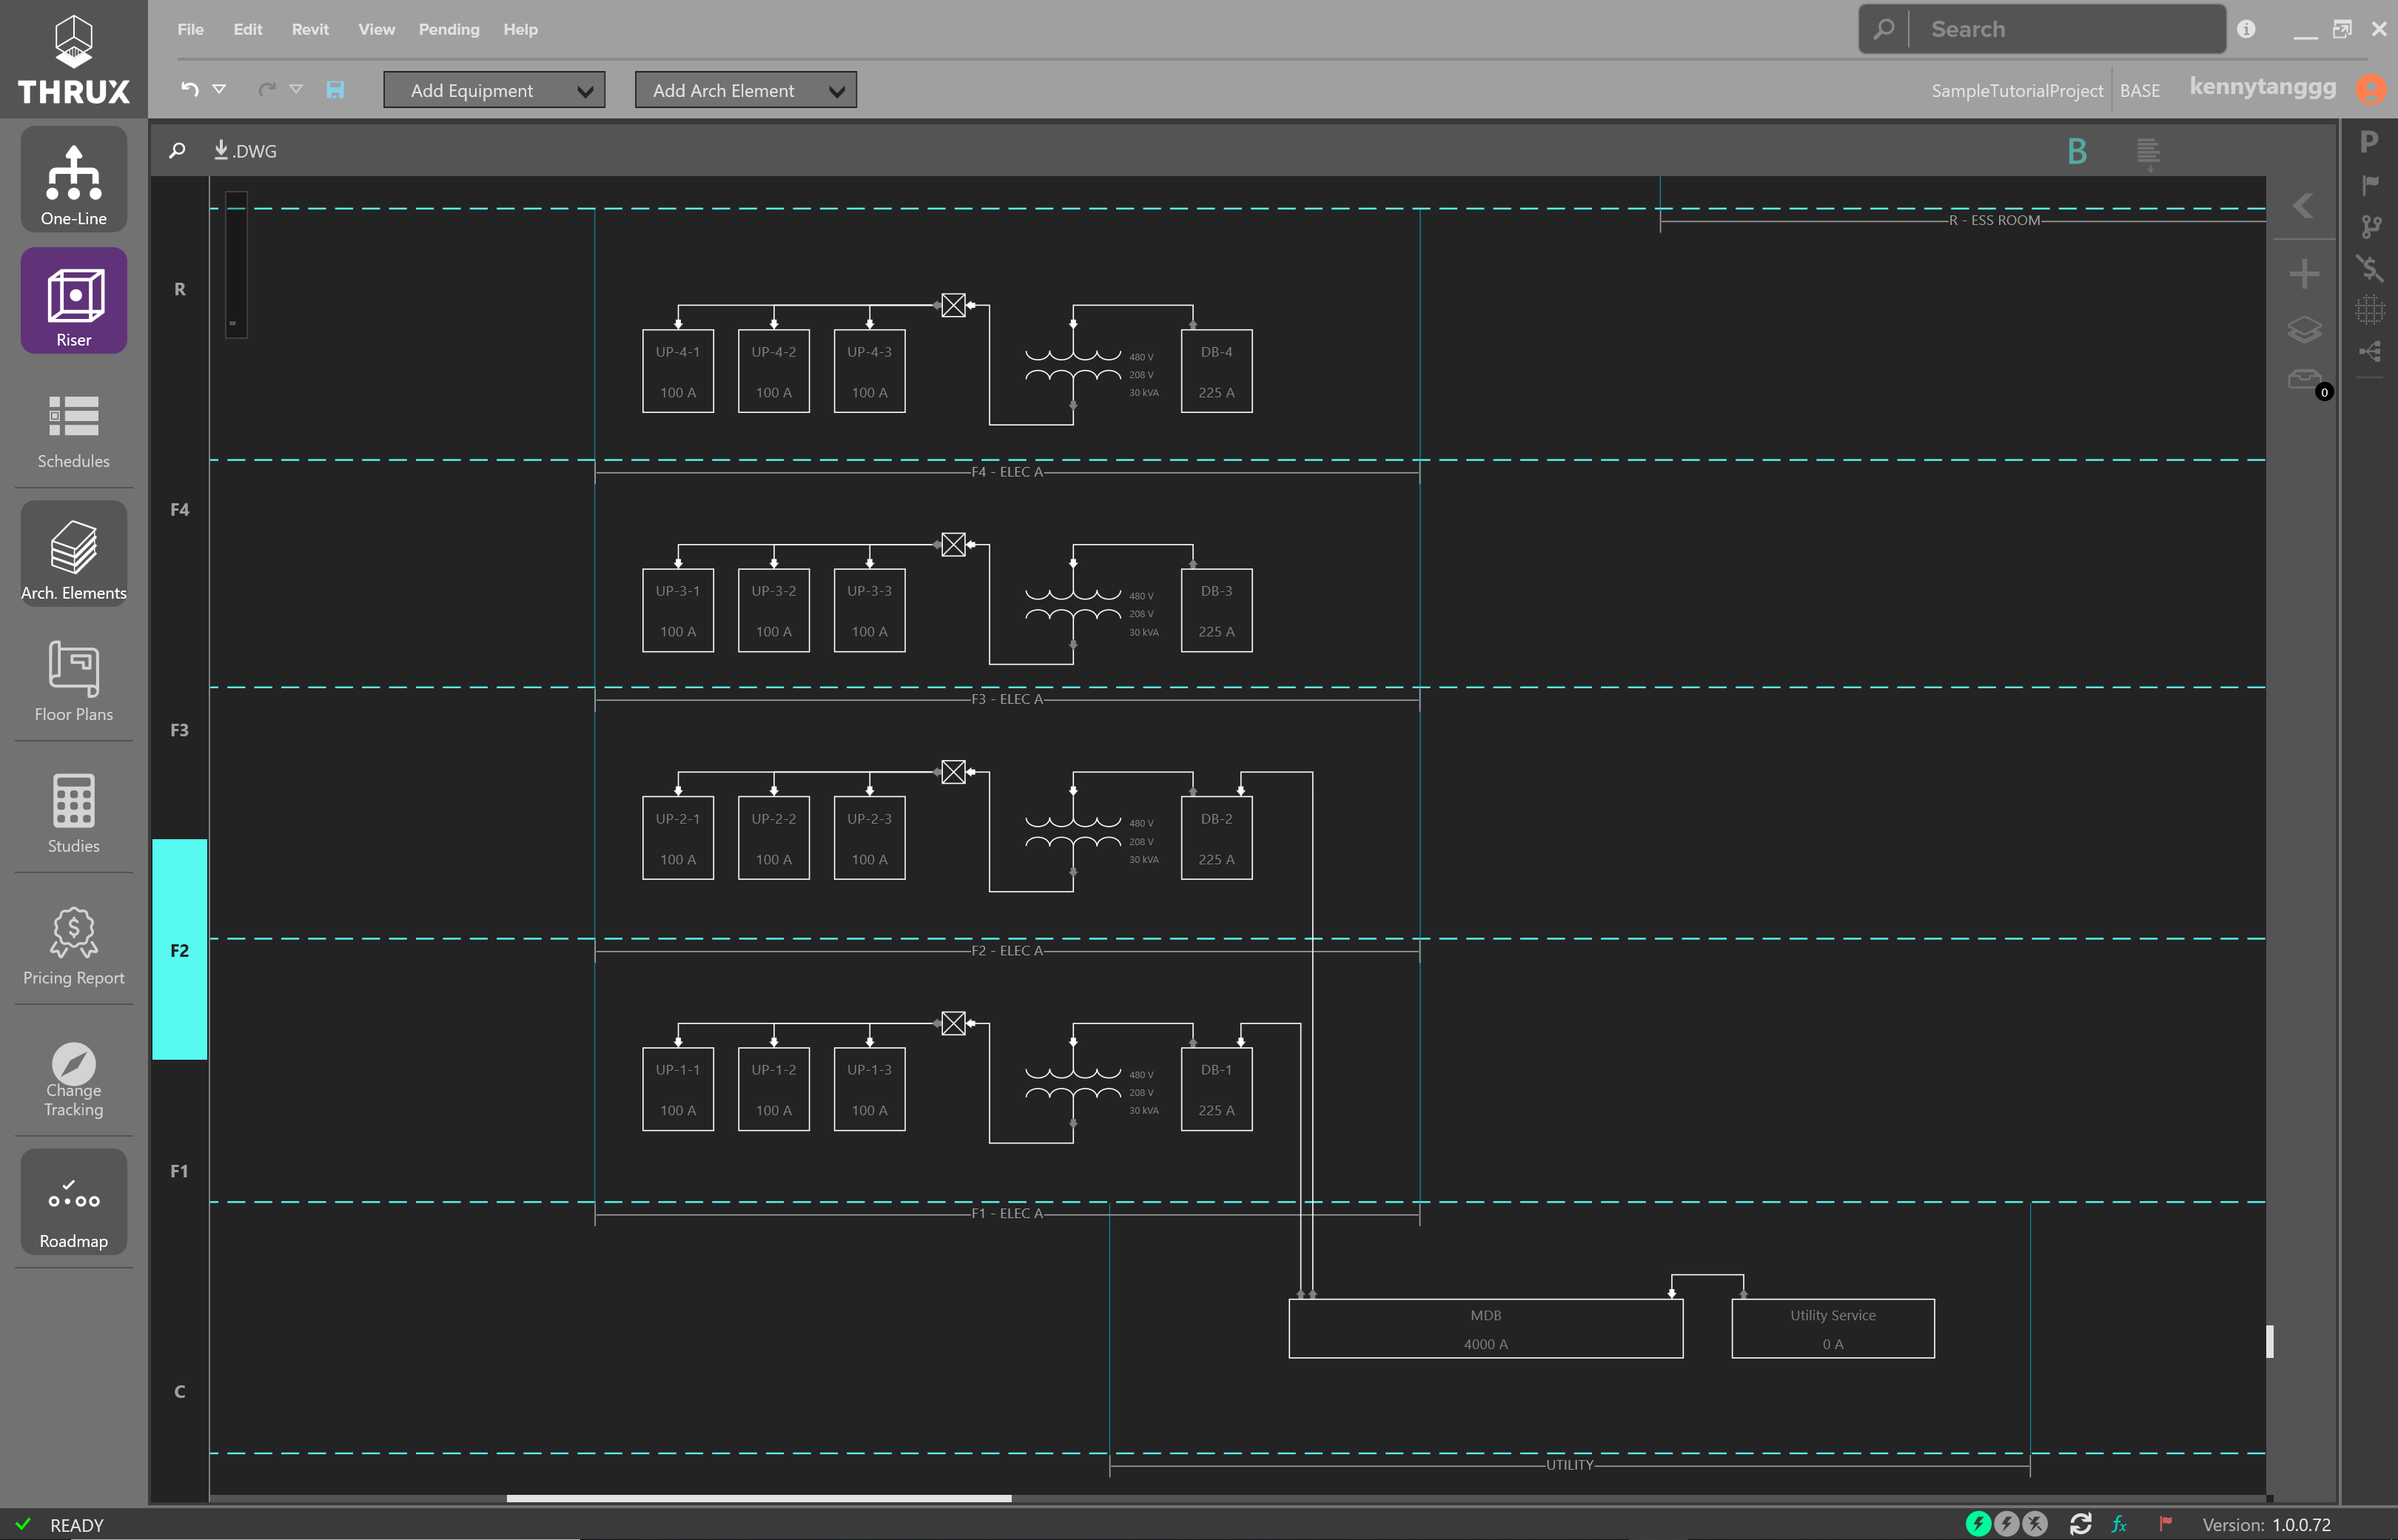 THRUX
File Edit Revit View Pending Help
Search
Add Equipment
Add Arch Element
SampleTutorialProject BASE kennytanggg
One-Line
Riser
Schedules
Arch. Elements
Floor Plans
Studies
Pricing Report
Change
Tracking
Roadmap
.DWG
B
P
0
R
F4
F3
F2
F1
C
R - ESS ROOM
UP-4-1
100 A
UP-4-2
100 A
UP-4-3
100 A
480 V
208 V
30 kVA
DB-4
225 A
F4 - ELEC A
UP-3-1
100 A
UP-3-2
100 A
UP-3-3
100 A
480 V
208 V
30 kVA
DB-3
225 A
F3 - ELEC A
UP-2-1
100 A
UP-2-2
100 A
UP-2-3
100 A
480 V
208 V
30 kVA
DB-2
225 A
F2 - ELEC A
UP-1-1
100 A
UP-1-2
100 A
UP-1-3
100 A
480 V
208 V
30 kVA
DB-1
225 A
F1 - ELEC A
MDB
4000 A
Utility Service
0 A
UTILITY
READY
fx
Version: 1.0.0.72